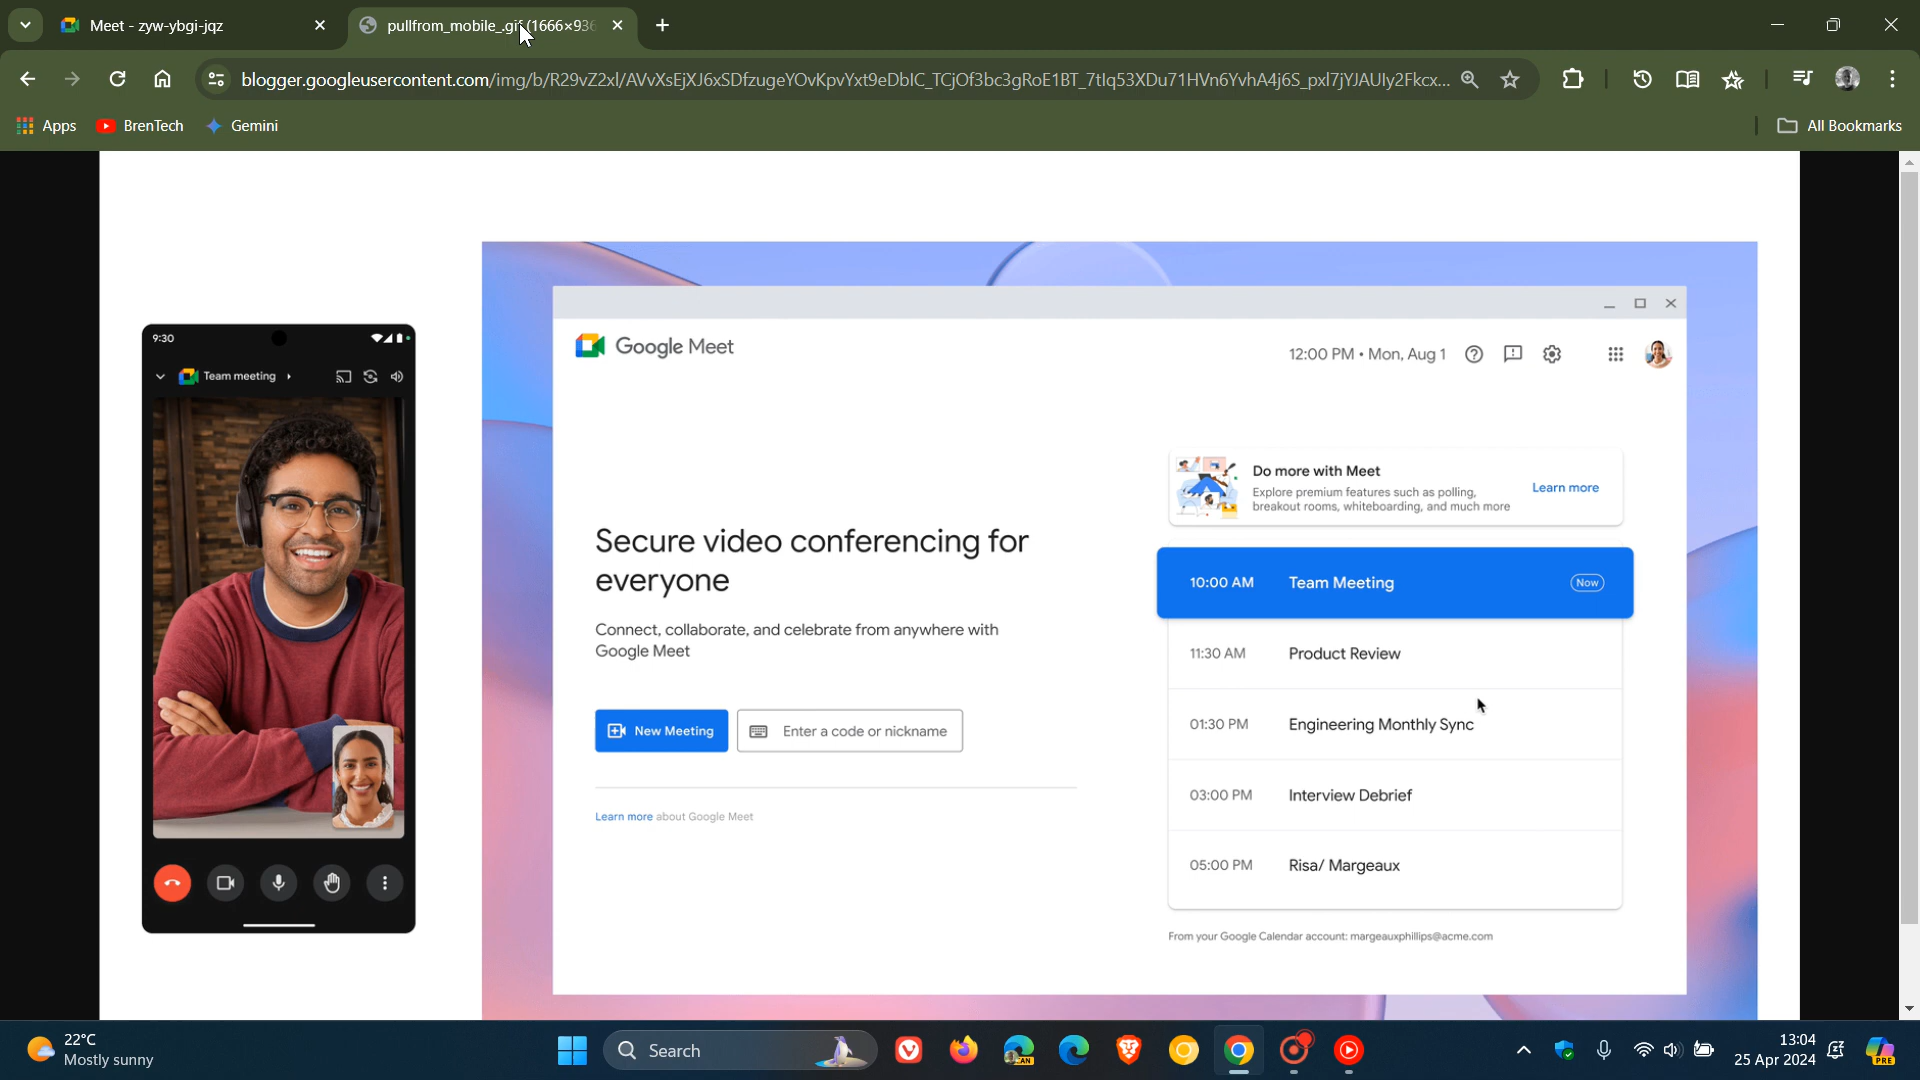 Meet - zyw-ybgi-jqz
pullfrom_mobile_.gif (1666×936
blogger.googleusercontent.com/img/b/R29vZ2xl/AVvXsEjXJ6xSDfzugeYOvKpvYxt9eDbIC_TCjOf3bc3gRoE1BT_7tlq53XDu71HVn6YvhA4j6S_pxl7jYJAUIy2Fkcx...
Apps
BrenTech
Gemini
All Bookmarks
9:30
Team meeting
Google Meet
12:00 PM • Mon, Aug 1
Do more with Meet
Explore premium features such as polling,
breakout rooms, whiteboarding, and much more
Learn more
Secure video conferencing for
everyone
Connect, collaborate, and celebrate from anywhere with
Google Meet
New Meeting
Enter a code or nickname
Learn more about Google Meet
10:00 AM Team Meeting Now
11:30 AM Product Review
01:30 PM Engineering Monthly Sync
03:00 PM Interview Debrief
05:00 PM Risa/ Margeaux
From your Google Calendar account: margeauxphillips@acme.com
22°C
Mostly sunny
Search
CAN
13:04
25 Apr 2024
PRE